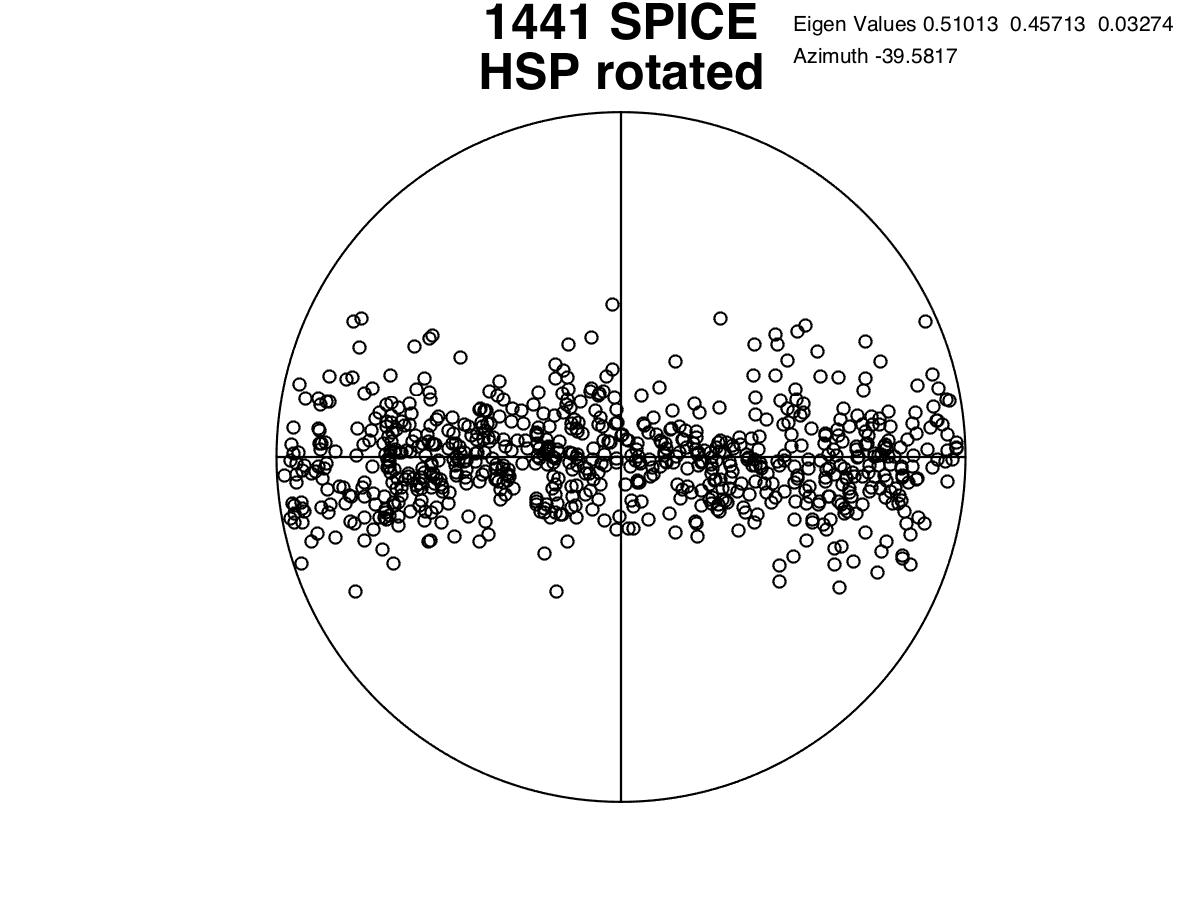 1441 SPICE
HSP rotated
Eigen Values 0.51013 0.45713 0.03274
Azimuth -39.5817